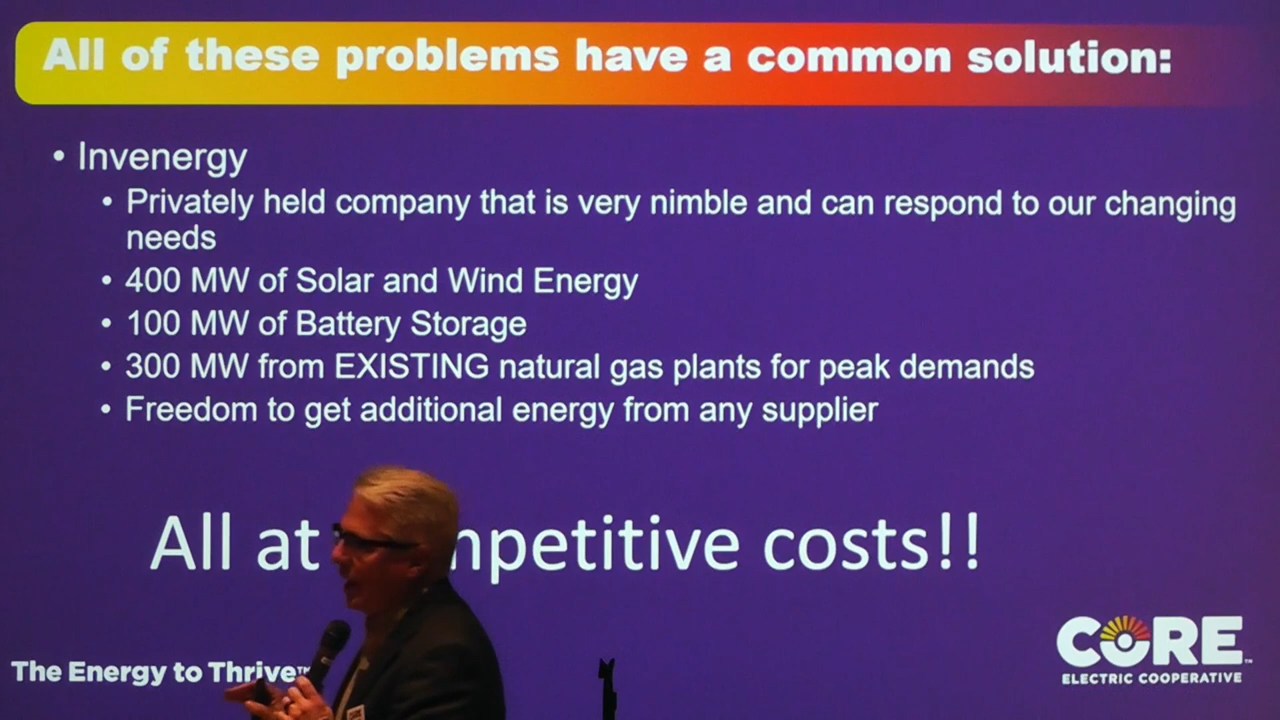 All of these problems have a common solution:
• Invenergy
• Privately held company that is very nimble and can respond to our changing
needs
• 400 MW of Solar and Wind Energy
• 100 MW of Battery Storage
• 300 MW from EXISTING natural gas plants for peak demands
• Freedom to get additional energy from any supplier
All at mpetitive costs!!
The Energy to Thrive™
CORE™
ELECTRIC COOPERATIVE